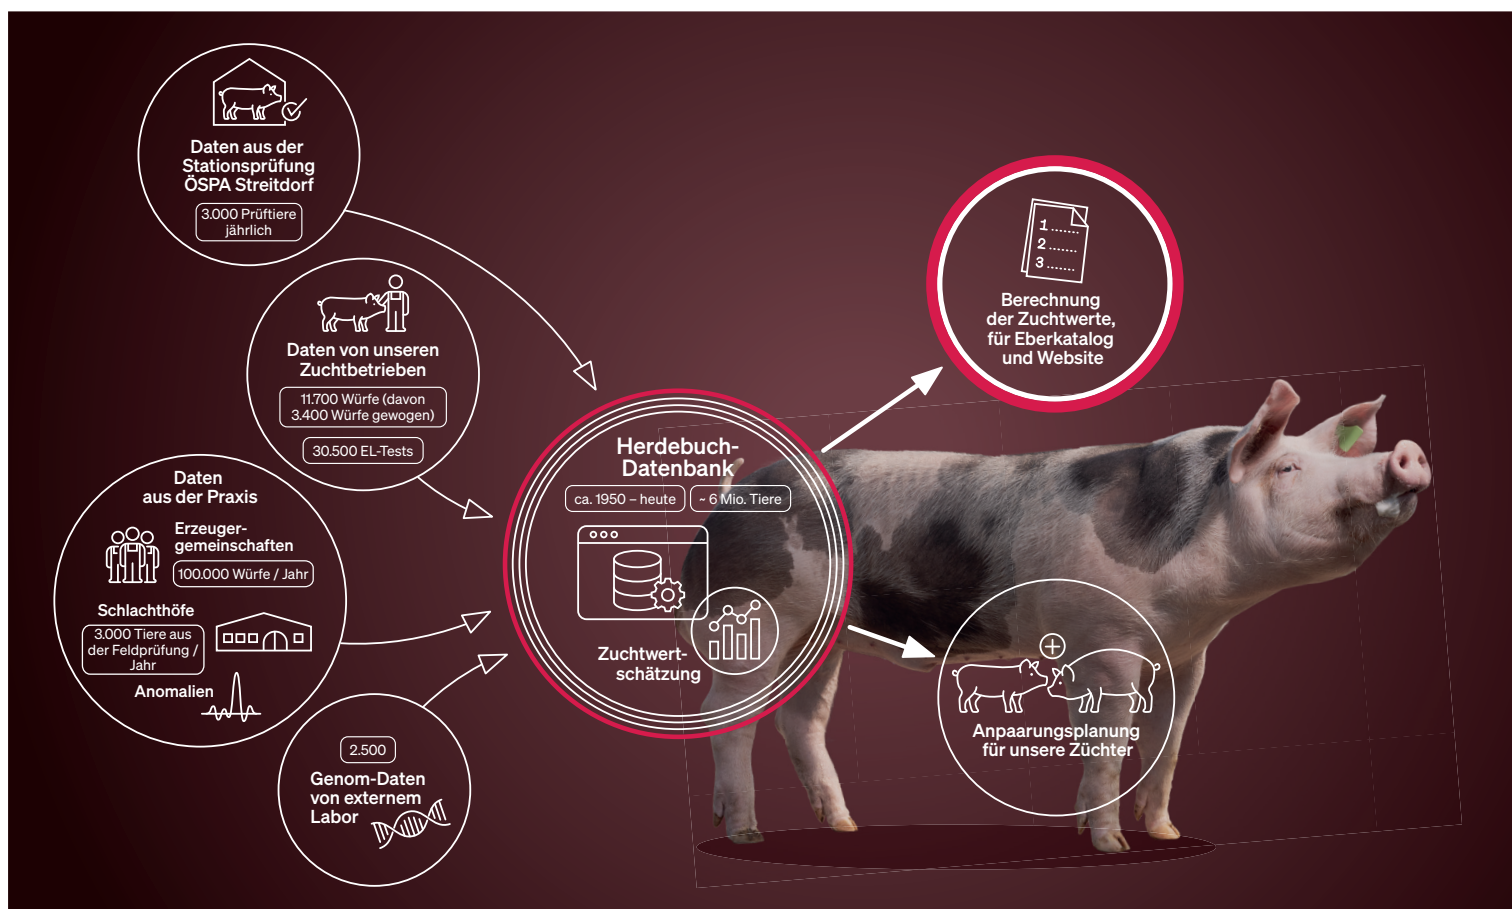 Daten aus der
Stationsprüfung
ÖSPA Streitdorf
3.000 Prüftiere
jährlich
Daten von unseren
Zuchtbetrieben
11.700 Würfe (davon
3.400 Würfe gewogen)
30.500 EL-Tests
Daten
aus der Praxis
Erzeuger-
gemeinschaften
100.000 Würfe / Jahr
Schlachthöfe
3.000 Tiere aus
der Feldprüfung /
Jahr
Anomalien
2.500
Genom-Daten
von externem
Labor
Herdebuch-
Datenbank
ca. 1950 – heute
~ 6 Mio. Tiere
Zuchtwert-
schätzung
1 .......
2 .......
3 .......
Berechnung
der Zuchtwerte,
für Eberkatalog
und Website
Anpaarungsplanung
für unsere Züchter